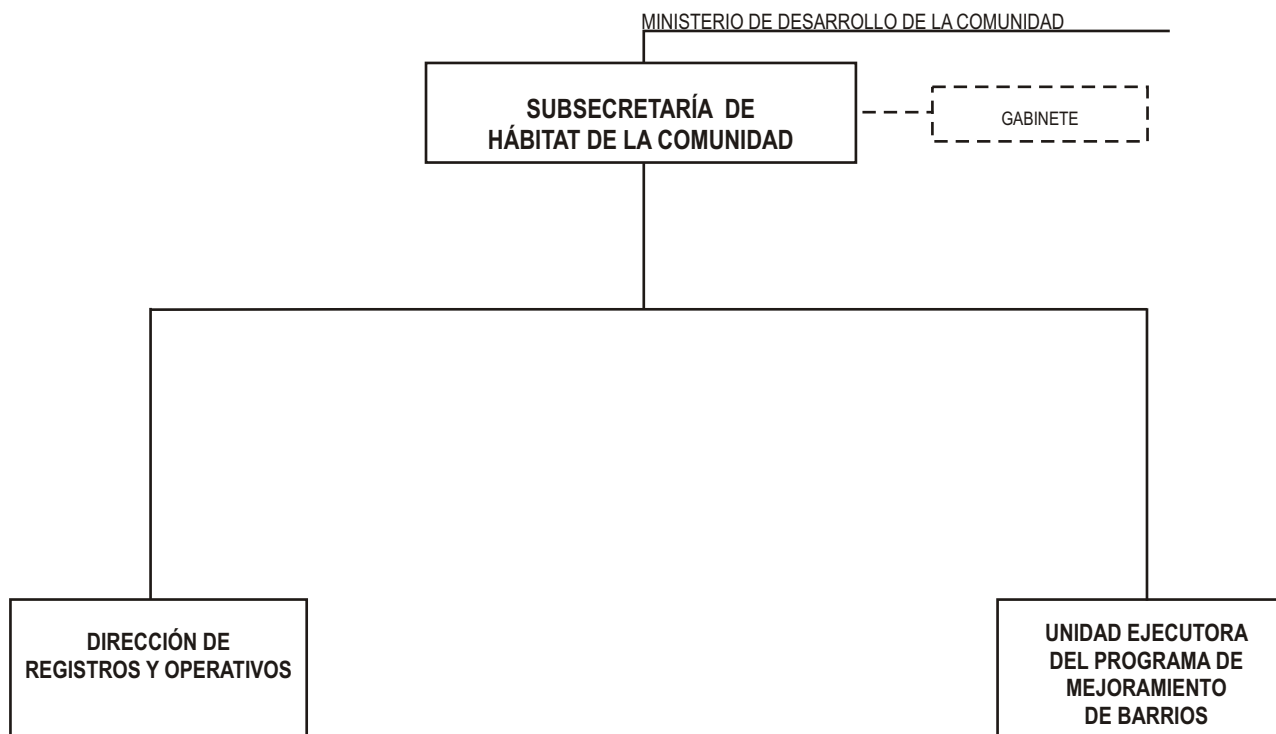 MINISTERIO DE DESARROLLO DE LA COMUNIDAD
SUBSECRETARÍA DE
HÁBITAT DE LA COMUNIDAD
GABINETE
DIRECCIÓN DE
REGISTROS Y OPERATIVOS
UNIDAD EJECUTORA
DEL PROGRAMA DE
MEJORAMIENTO
DE BARRIOS